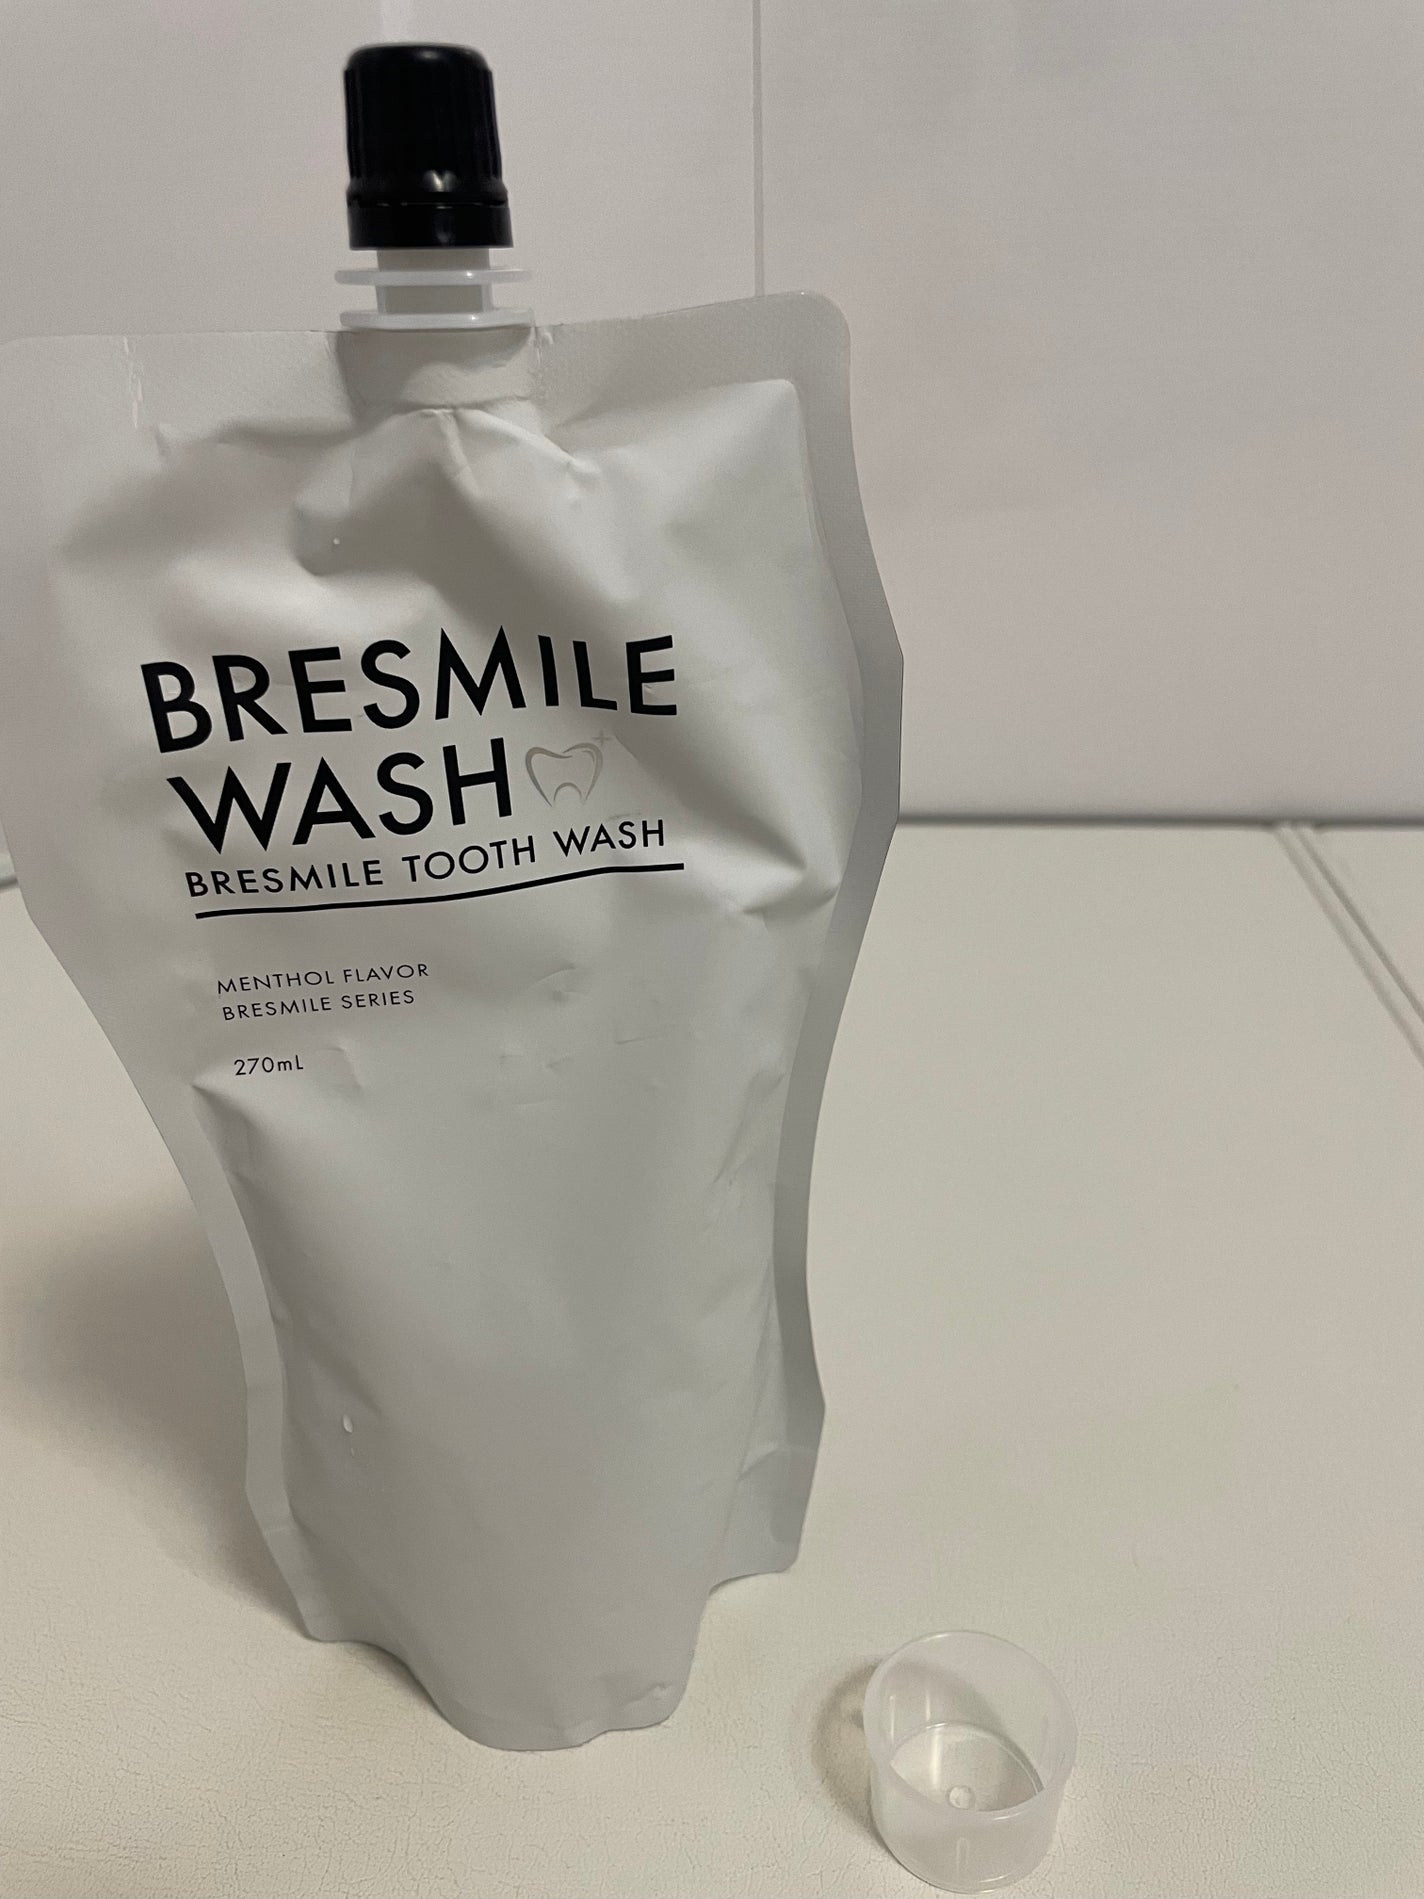 BRESMILE
WASH
BRESMILE TOOTH WASH
MENTHOL FLAVOR
BRESMILE SERIES
270mL